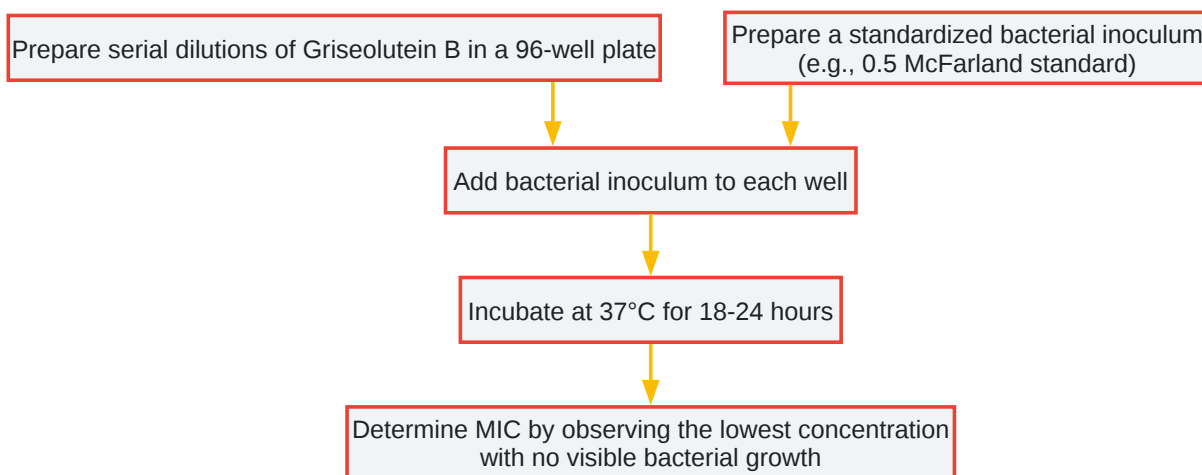 Prepare serial dilutions of Griseolutein B in a 96-well plate
Prepare a standardized bacterial inoculum
(e.g., 0.5 McFarland standard)
Add bacterial inoculum to each well
Incubate at 37°C for 18-24 hours
Determine MIC by observing the lowest concentration
with no visible bacterial growth